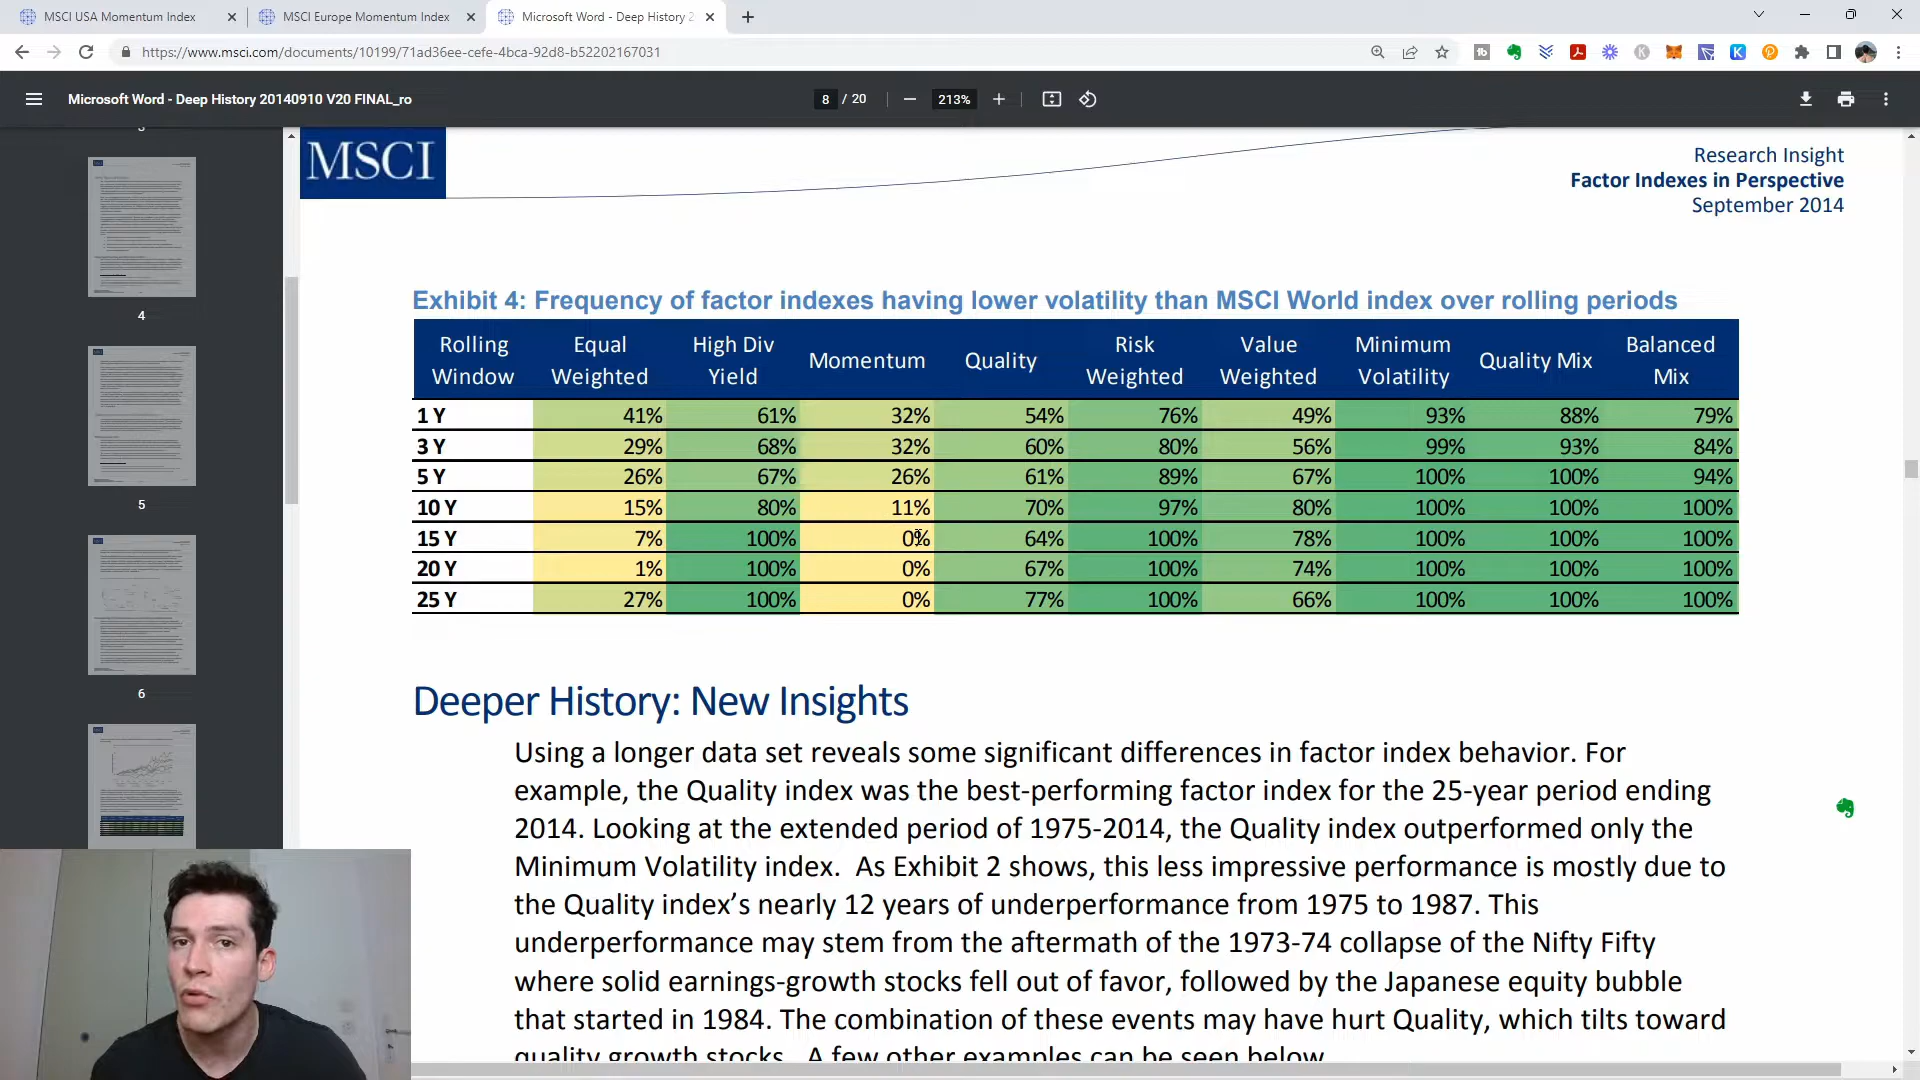 MSCI USA Momentum Index
MSCI Europe Momentum Index
Microsoft Word - Deep History 2
https://www.msci.com/documents/10199/71ad36ee-cefe-4bca-92d8-b52202167031
Microsoft Word - Deep History 20140910 V20 FINAL_ro
8 / 20
213%
3
4
5
6
MSCI
Research Insight
Factor Indexes in Perspective
September 2014
Exhibit 4: Frequency of factor indexes having lower volatility than MSCI World index over rolling periods
Rolling Window Equal Weighted High Div Yield Momentum Quality Risk Weighted Value Weighted Minimum Volatility Quality Mix Balanced Mix
1 Y 41% 61% 32% 54% 76% 49% 93% 88% 79%
3 Y 29% 68% 32% 60% 80% 56% 99% 93% 84%
5 Y 26% 67% 26% 61% 89% 67% 100% 100% 94%
10 Y 15% 80% 11% 70% 97% 80% 100% 100% 100%
15 Y 7% 100% 0% 64% 100% 78% 100% 100% 100%
20 Y 1% 100% 0% 67% 100% 74% 100% 100% 100%
25 Y 27% 100% 0% 77% 100% 66% 100% 100% 100%
Deeper History: New Insights
Using a longer data set reveals some significant differences in factor index behavior. For
example, the Quality index was the best-performing factor index for the 25-year period ending
2014. Looking at the extended period of 1975-2014, the Quality index outperformed only the
Minimum Volatility index. As Exhibit 2 shows, this less impressive performance is mostly due to
the Quality index’s nearly 12 years of underperformance from 1975 to 1987. This
underperformance may stem from the aftermath of the 1973-74 collapse of the Nifty Fifty
where solid earnings-growth stocks fell out of favor, followed by the Japanese equity bubble
that started in 1984. The combination of these events may have hurt Quality, which tilts toward
quality growth stocks. A few other examples can be seen below